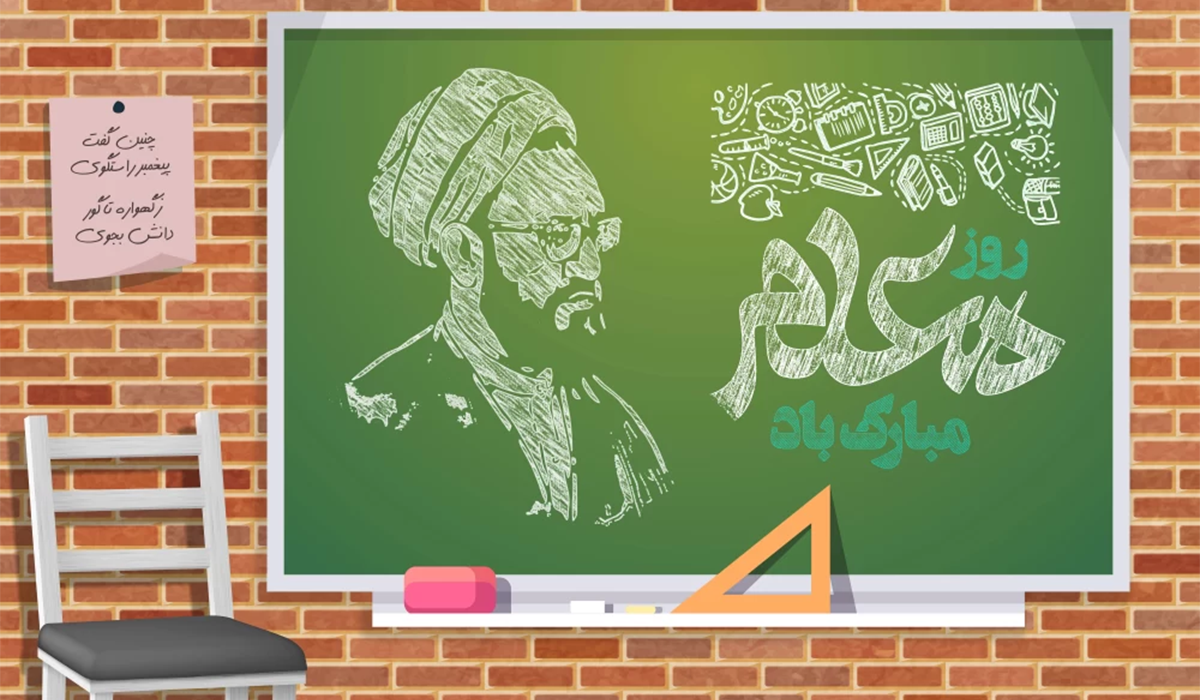 چنین گفت
پیغمبر راستگوی
ز گهواره تا گور
دانش بجوی
روز
معلم
مبارک باد